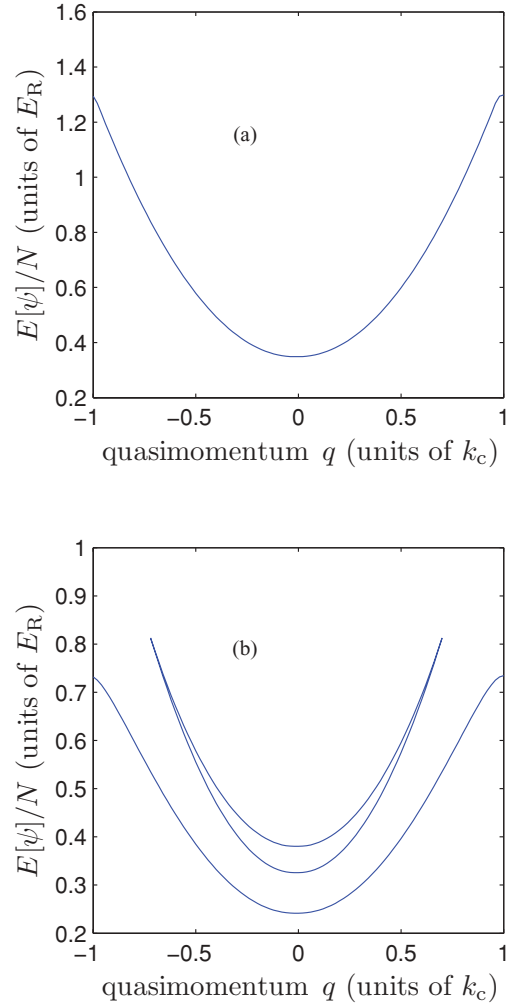 1.6
1.4
1.2
1
0.8
0.6
0.4
0.2
E[ψ]/N (units of E_R)
(a)
−1 −0.5 0 0.5 1
quasimomentum q (units of k_c)
1
0.9
0.8
0.7
0.6
0.5
0.4
0.3
0.2
E[ψ]/N (units of E_R)
(b)
−1 −0.5 0 0.5 1
quasimomentum q (units of k_c)